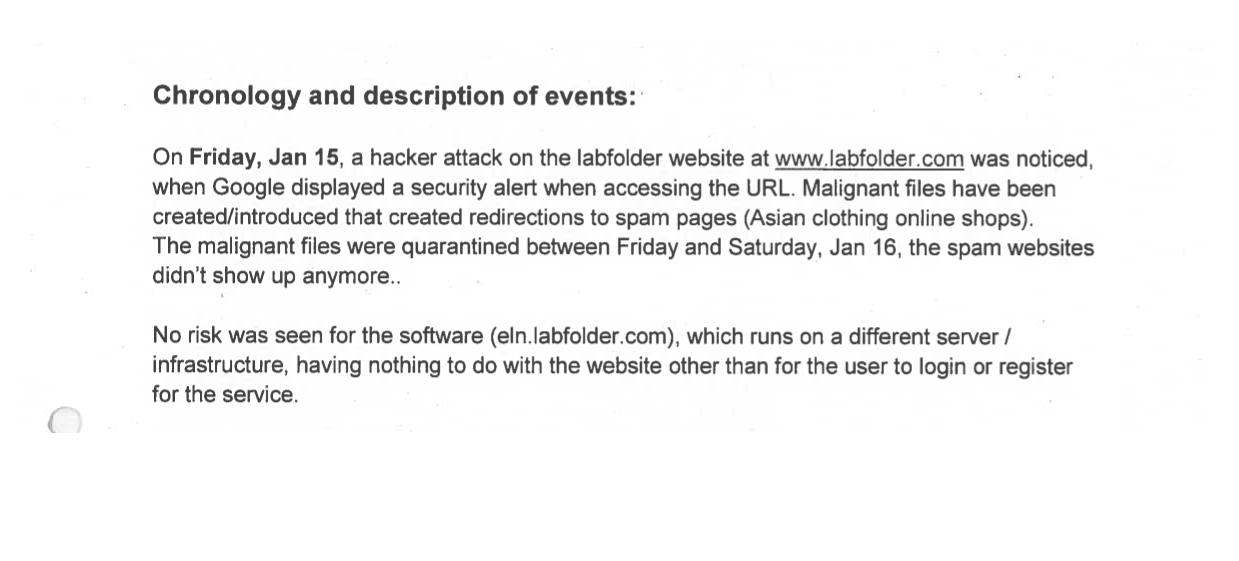 Chronology and description of events:
On Friday, Jan 15, a hacker attack on the labfolder website at www.labfolder.com was noticed,
when Google displayed a security alert when accessing the URL. Malignant files have been
created/introduced that created redirections to spam pages (Asian clothing online shops).
The malignant files were quarantined between Friday and Saturday, Jan 16, the spam websites
didn't show up anymore..
No risk was seen for the software (eln.labfolder.com), which runs on a different server /
infrastructure, having nothing to do with the website other than for the user to login or register
for the service.